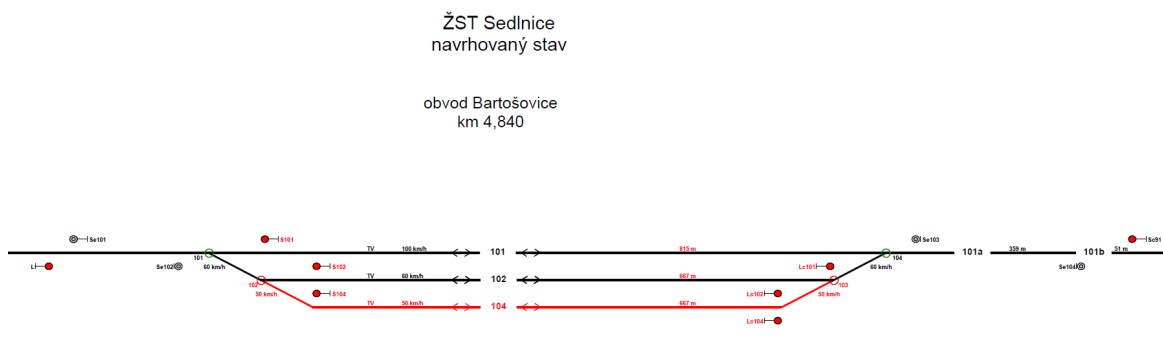 ŽST Sedlnice
navrhovaný stav
obvod Bartošovice
km 4,840
Se101 S101 Se103 Sc91
101 TV 100 km/h 101 815 m 104 101a 359 m 101b 51 m
L Se102 60 km/h S102 Lc101 60 km/h Se104
102 TV 60 km/h 102 667 m 103
50 km/h S104 Lc102 50 km/h
TV 50 km/h 104 667 m
Lc104